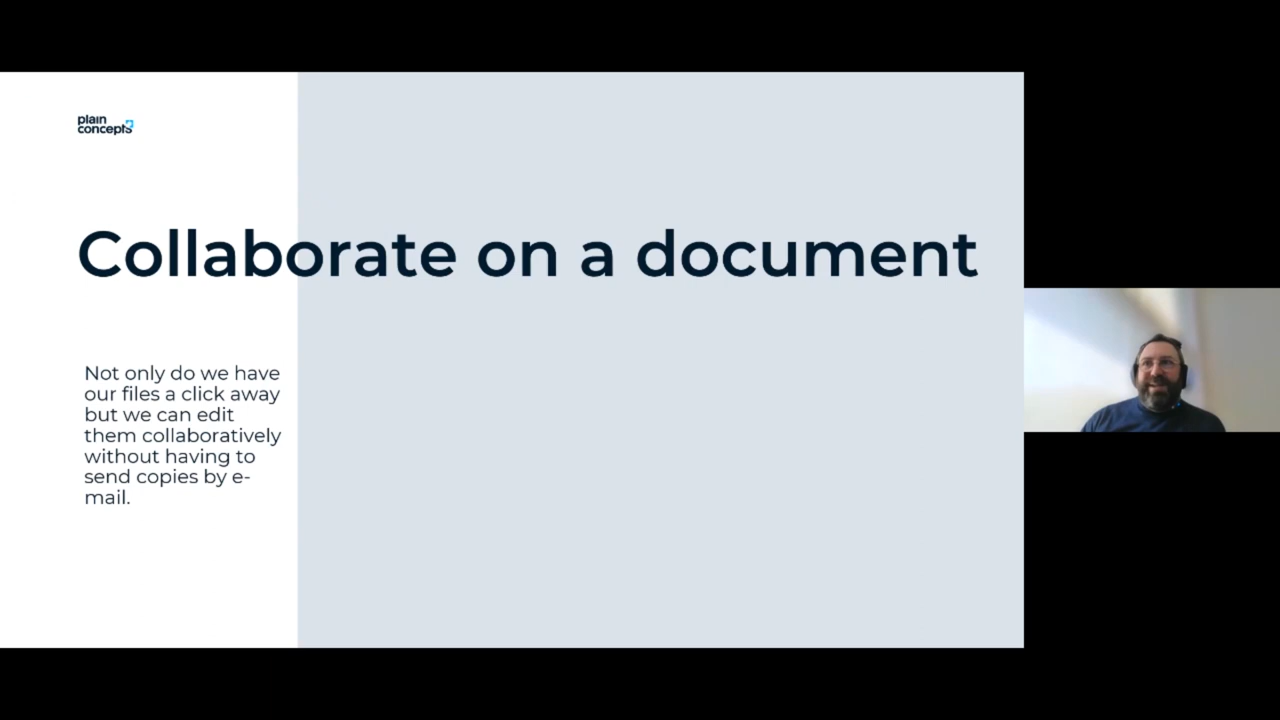 plain
concepts
Collaborate on a document
Not only do we have
our files a click away
but we can edit
them collaboratively
without having to
send copies by e-
mail.